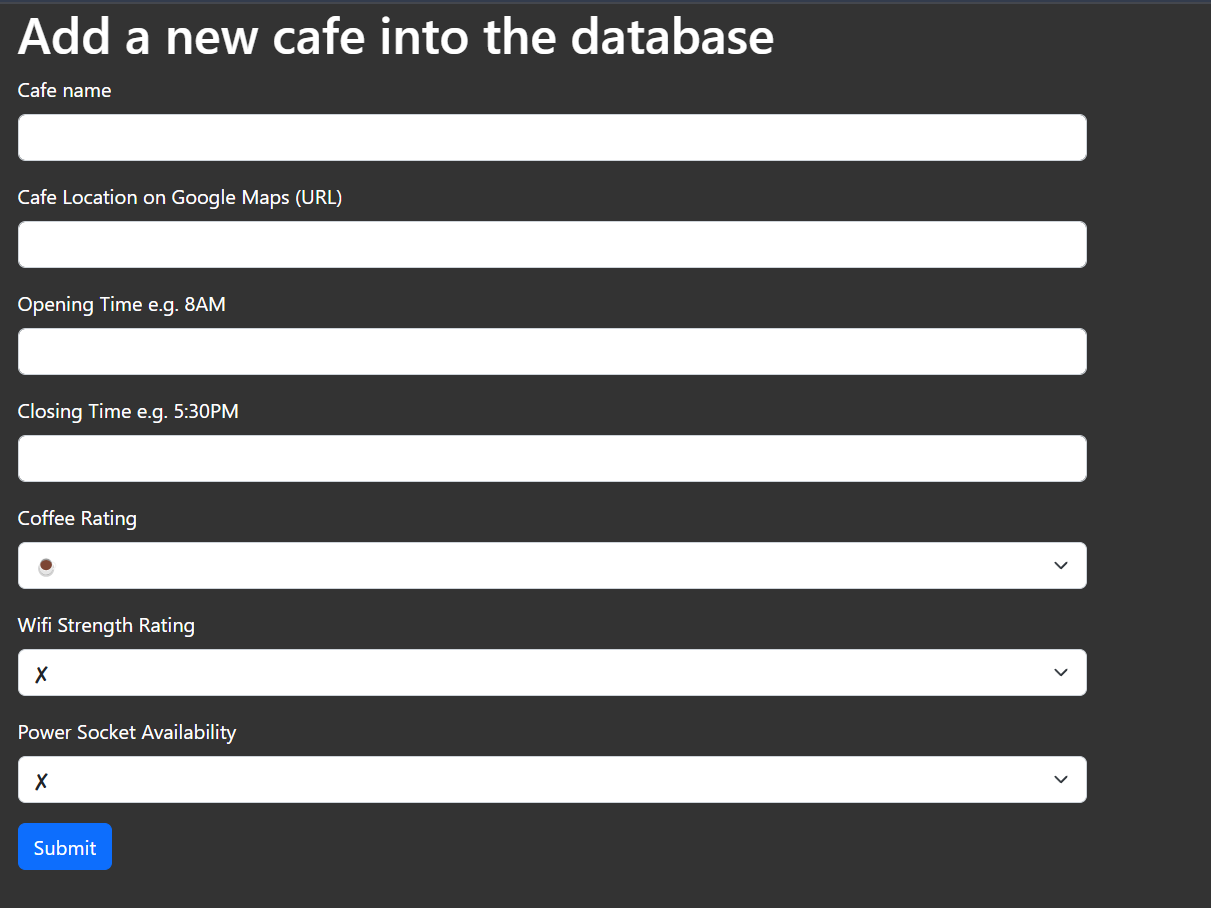 Add a new cafe into the database
Cafe name
Cafe Location on Google Maps (URL)
Opening Time e.g. 8AM
Closing Time e.g. 5:30PM
Coffee Rating
☕
Wifi Strength Rating
✗
Power Socket Availability
✗
Submit